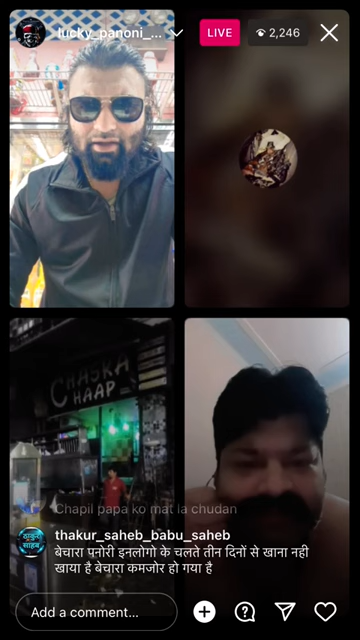 lucky_panoni_...
LIVE
2,246
CHASKA
HAAP
Chapil papa ko mat la chudan
ठाकुर
साहब
thakur_saheb_babu_saheb
बेचारा पनोरी इनलोगो के चलते तीन दिनों से खाना नही
खाया है बेचारा कमजोर हो गया है
Add a comment...